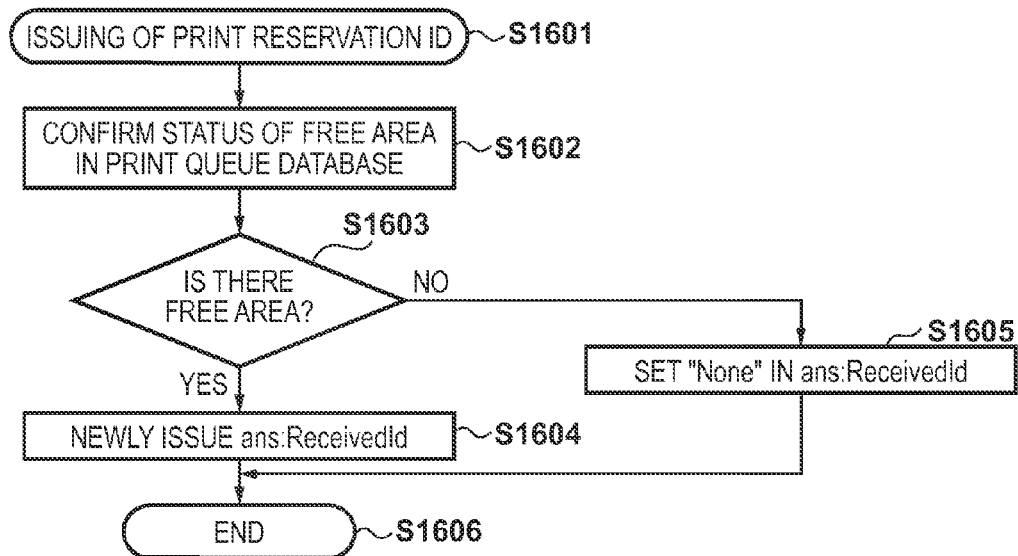 ISSUING OF PRINT RESERVATION ID
S1601
CONFIRM STATUS OF FREE AREA
IN PRINT QUEUE DATABASE
S1602
S1603
IS THERE
FREE AREA?
NO
YES
S1605
SET "None" IN ans:ReceivedId
NEWLY ISSUE ans:ReceivedId
S1604
END
S1606